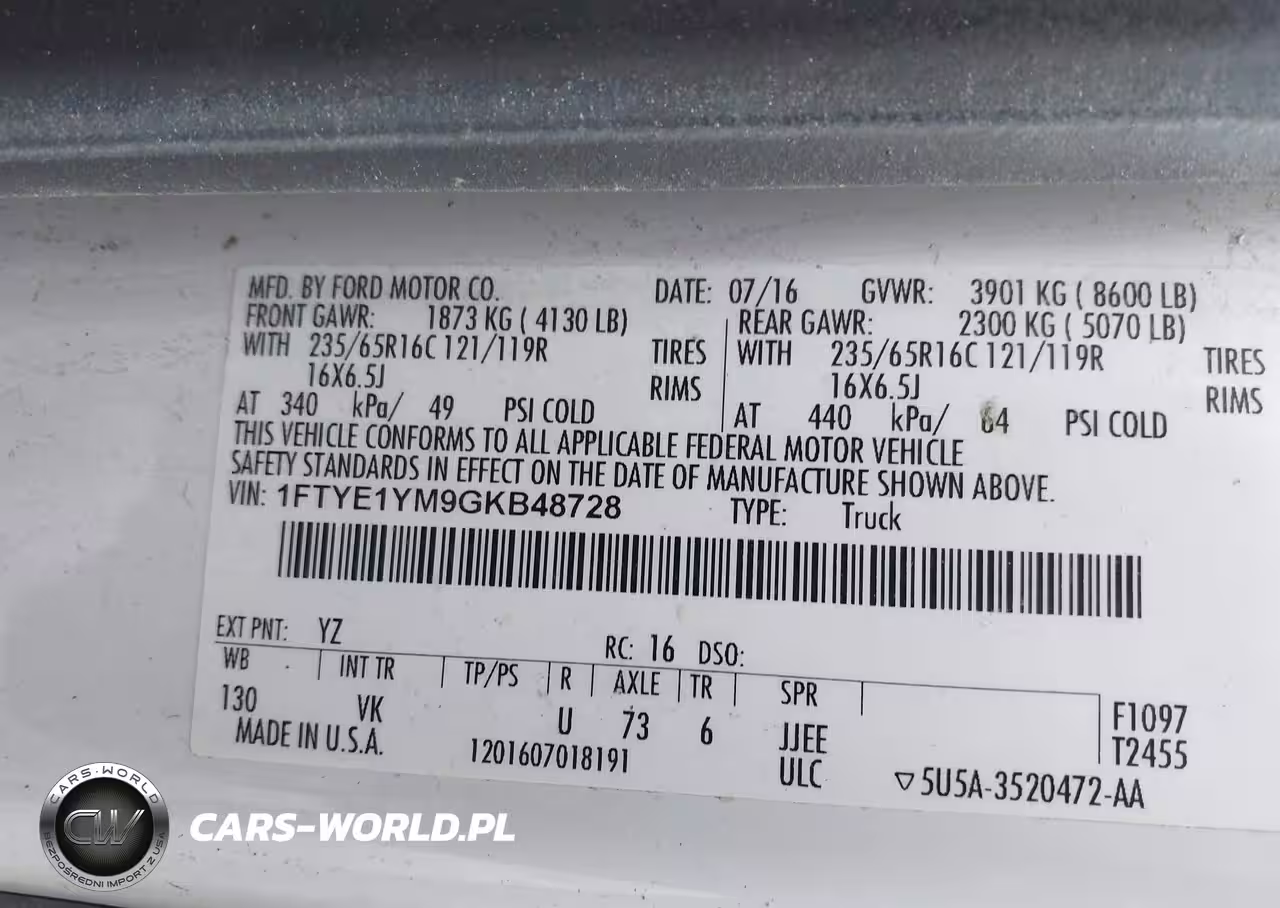 MFD. BY FORD MOTOR CO. DATE: 07/16 GVWR: 3901 KG ( 8600 LB)
FRONT GAWR: 1873 KG ( 4130 LB) REAR GAWR: 2300 KG ( 5070 LB)
WITH 235/65R16C 121/119R TIRES WITH 235/65R16C 121/119R TIRES
16X6.5J RIMS 16X6.5J RIMS
AT 340 kPa/ 49 PSI COLD AT 440 kPa/ 64 PSI COLD
THIS VEHICLE CONFORMS TO ALL APPLICABLE FEDERAL MOTOR VEHICLE
SAFETY STANDARDS IN EFFECT ON THE DATE OF MANUFACTURE SHOWN ABOVE.
VIN: 1FTYE1YM9GKB48728 TYPE: Truck
EXT PNT: YZ RC: 16 DSO:
WB INT TR TP/PS R AXLE TR SPR
130 VK U 73 6 JJEE F1097
MADE IN U.S.A. 1201607018191 ULC T2455
▽5U5A-3520472-AA
CARS-WORLD
CW
BEZPOŚREDNI IMPORT Z USA
CARS-WORLD.PL